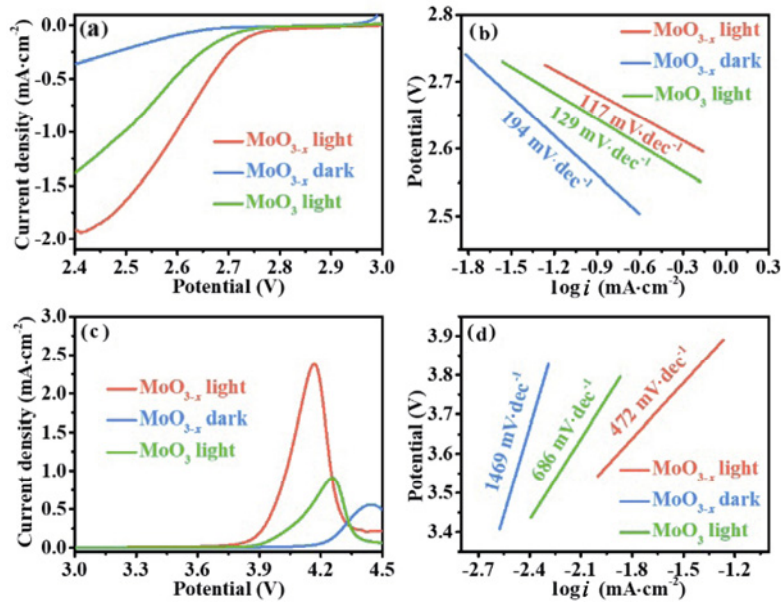 (a)
0.0
-0.5
-1.0
-1.5
-2.0
Current density (mA·cm⁻²)
MoO₃₋ₓ light
MoO₃₋ₓ dark
MoO₃ light
2.4 2.5 2.6 2.7 2.8 2.9 3.0
Potential (V)
(b)
2.8
2.7
2.6
2.5
Potential (V)
MoO₃₋ₓ light
MoO₃₋ₓ dark
MoO₃ light
117 mV·dec⁻¹
129 mV·dec⁻¹
194 mV·dec⁻¹
-1.8 -1.5 -1.2 -0.9 -0.6 -0.3 0.0 0.3
log i (mA·cm⁻²)
(c)
3.0
2.5
2.0
1.5
1.0
0.5
0.0
Current density (mA·cm⁻²)
MoO₃₋ₓ light
MoO₃₋ₓ dark
MoO₃ light
3.0 3.3 3.6 3.9 4.2 4.5
Potential (V)
(d)
3.9
3.8
3.7
3.6
3.5
3.4
Potential (V)
1469 mV·dec⁻¹
686 mV·dec⁻¹
472 mV·dec⁻¹
MoO₃₋ₓ light
MoO₃₋ₓ dark
MoO₃ light
-2.7 -2.4 -2.1 -1.8 -1.5 -1.2
log i (mA·cm⁻²)